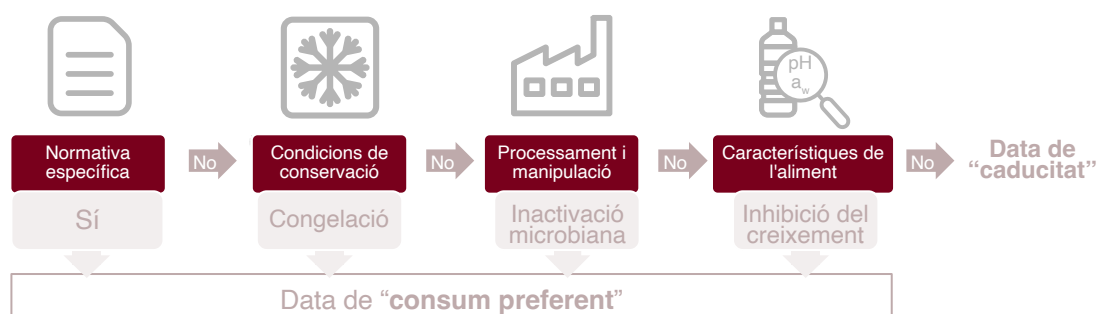 pH
a_w
Normativa
específica
No
Condicions de
conservació
No
Processament i
manipulació
No
Característiques de
l'aliment
No
Data de
“caducitat”
Sí
Congelació
Inactivació
microbiana
Inhibició del
creixement
Data de “consum preferent”